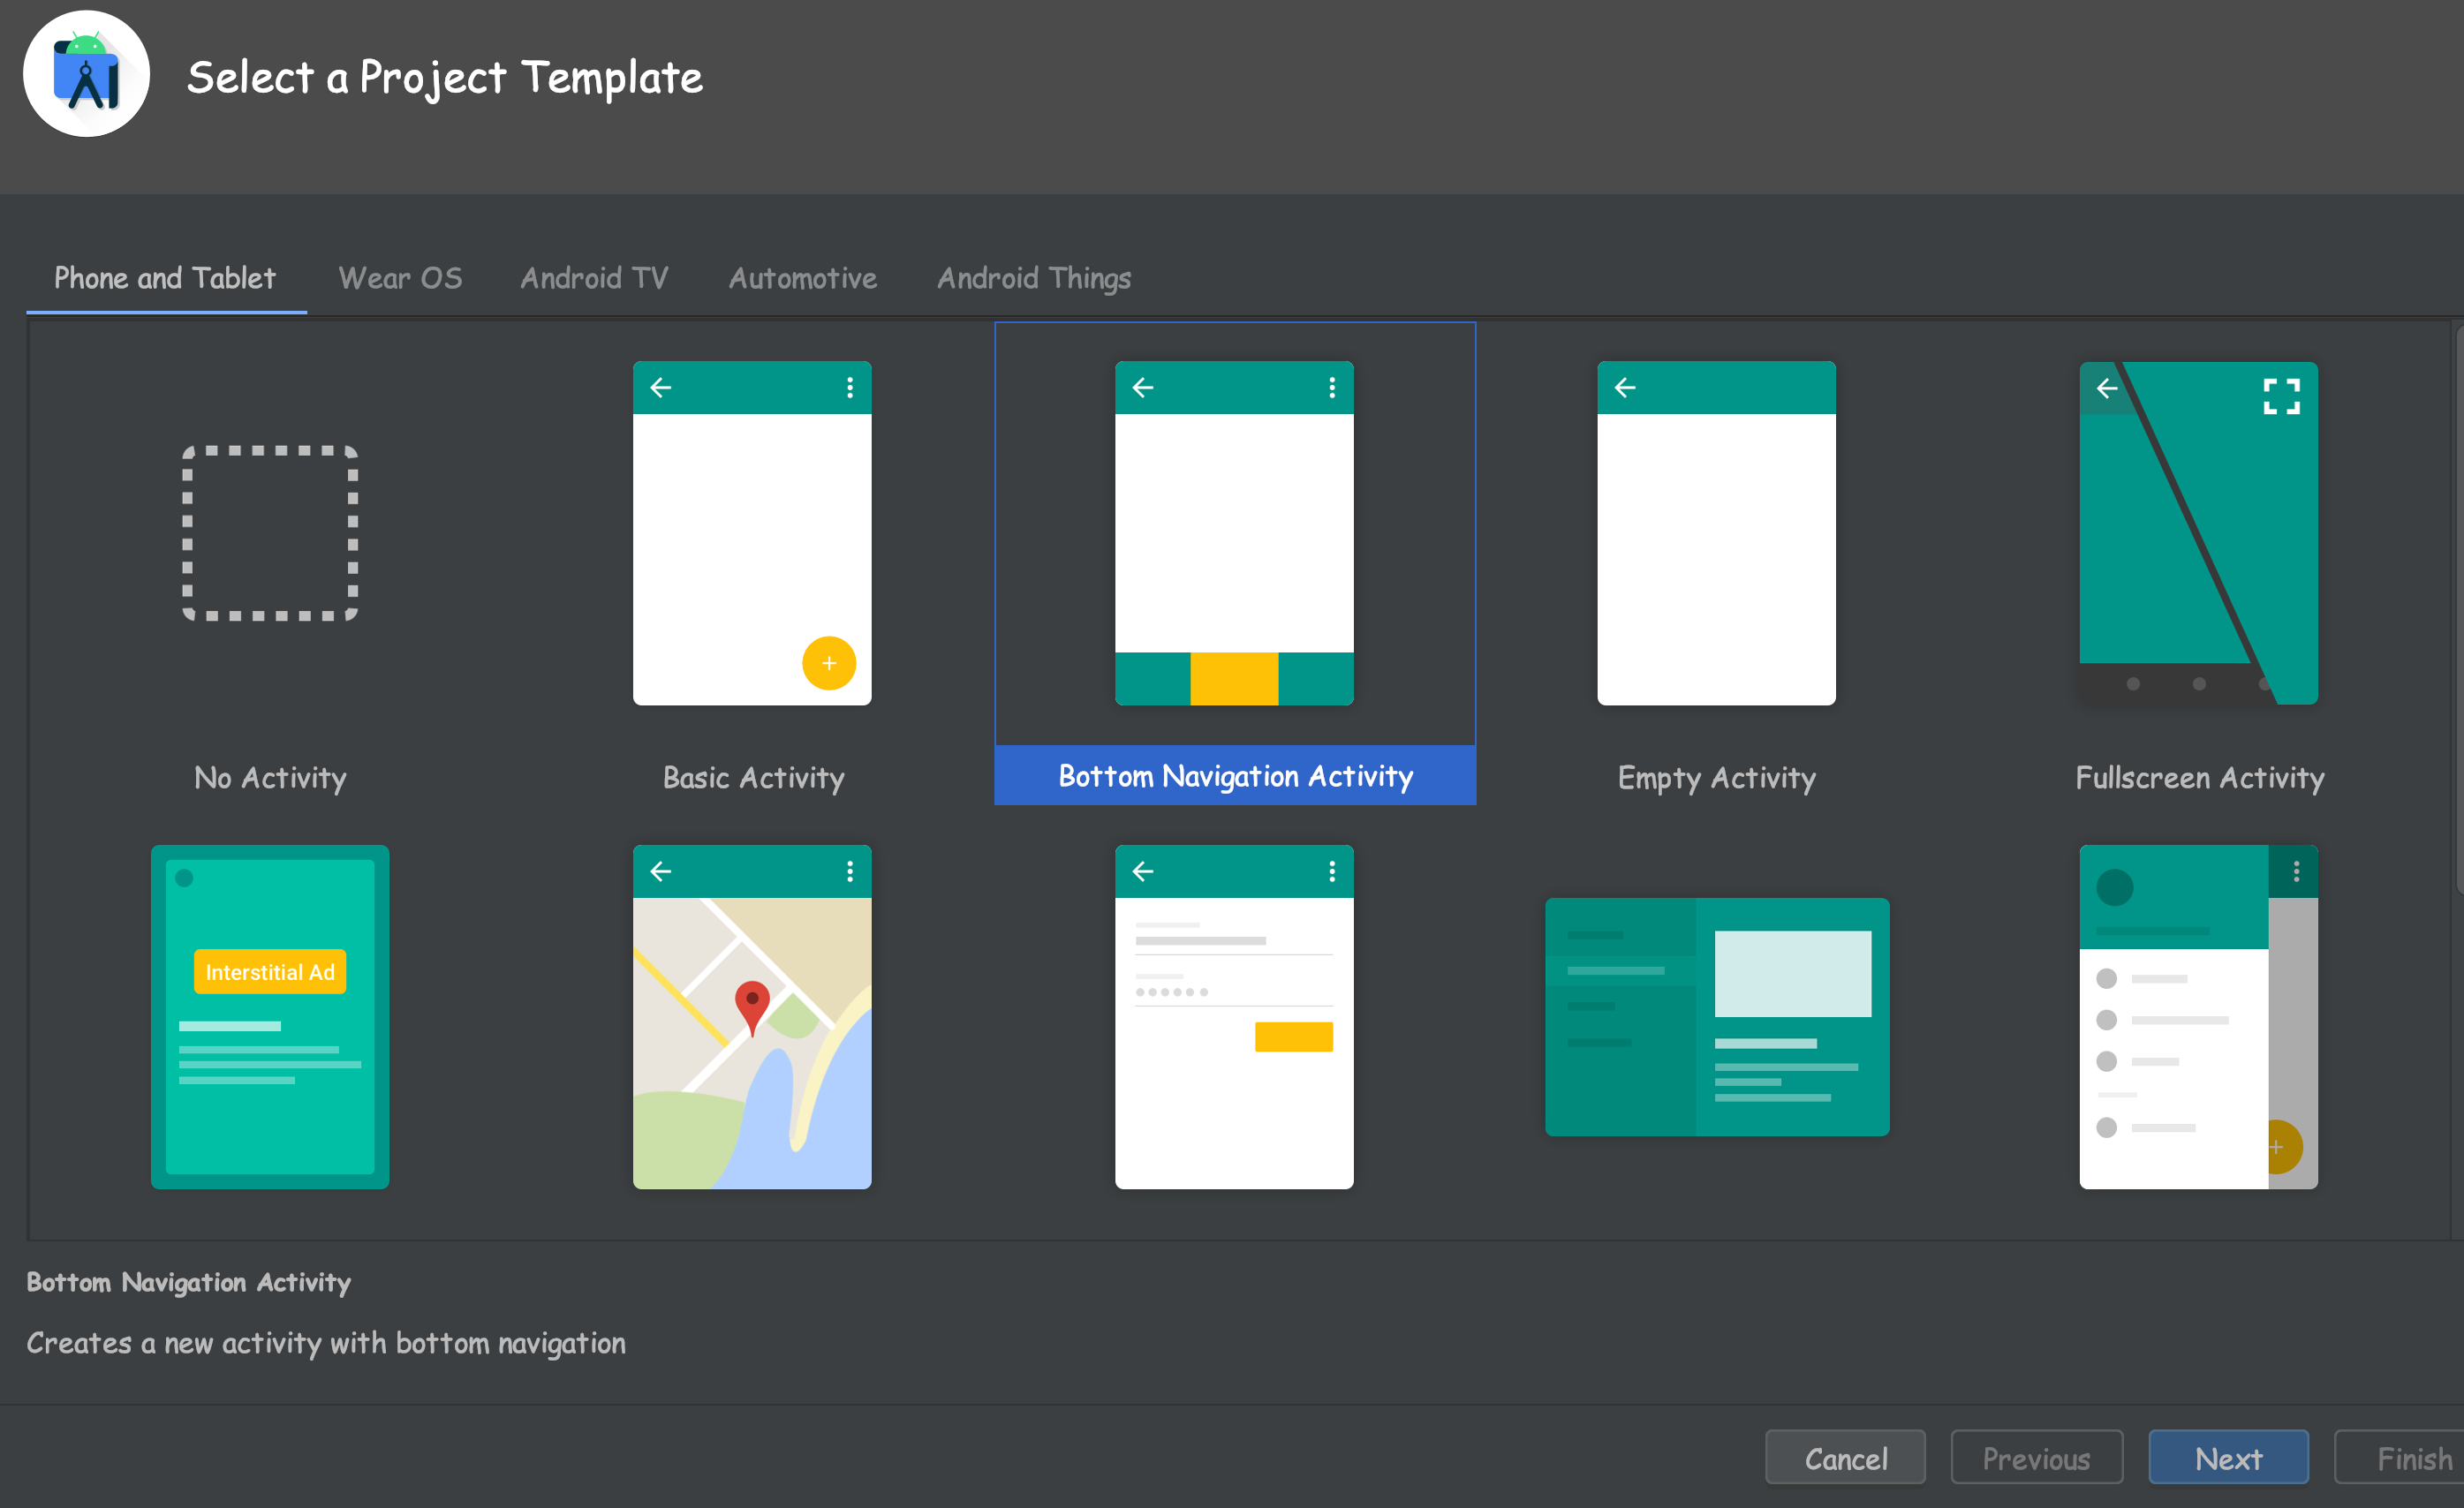 Select a Project Template
Phone and Tablet
Wear OS
Android TV
Automotive
Android Things
No Activity
Basic Activity
Bottom Navigation Activity
Empty Activity
Fullscreen Activity
Interstitial Ad
Bottom Navigation Activity
Creates a new activity with bottom navigation
Cancel
Previous
Next
Finish